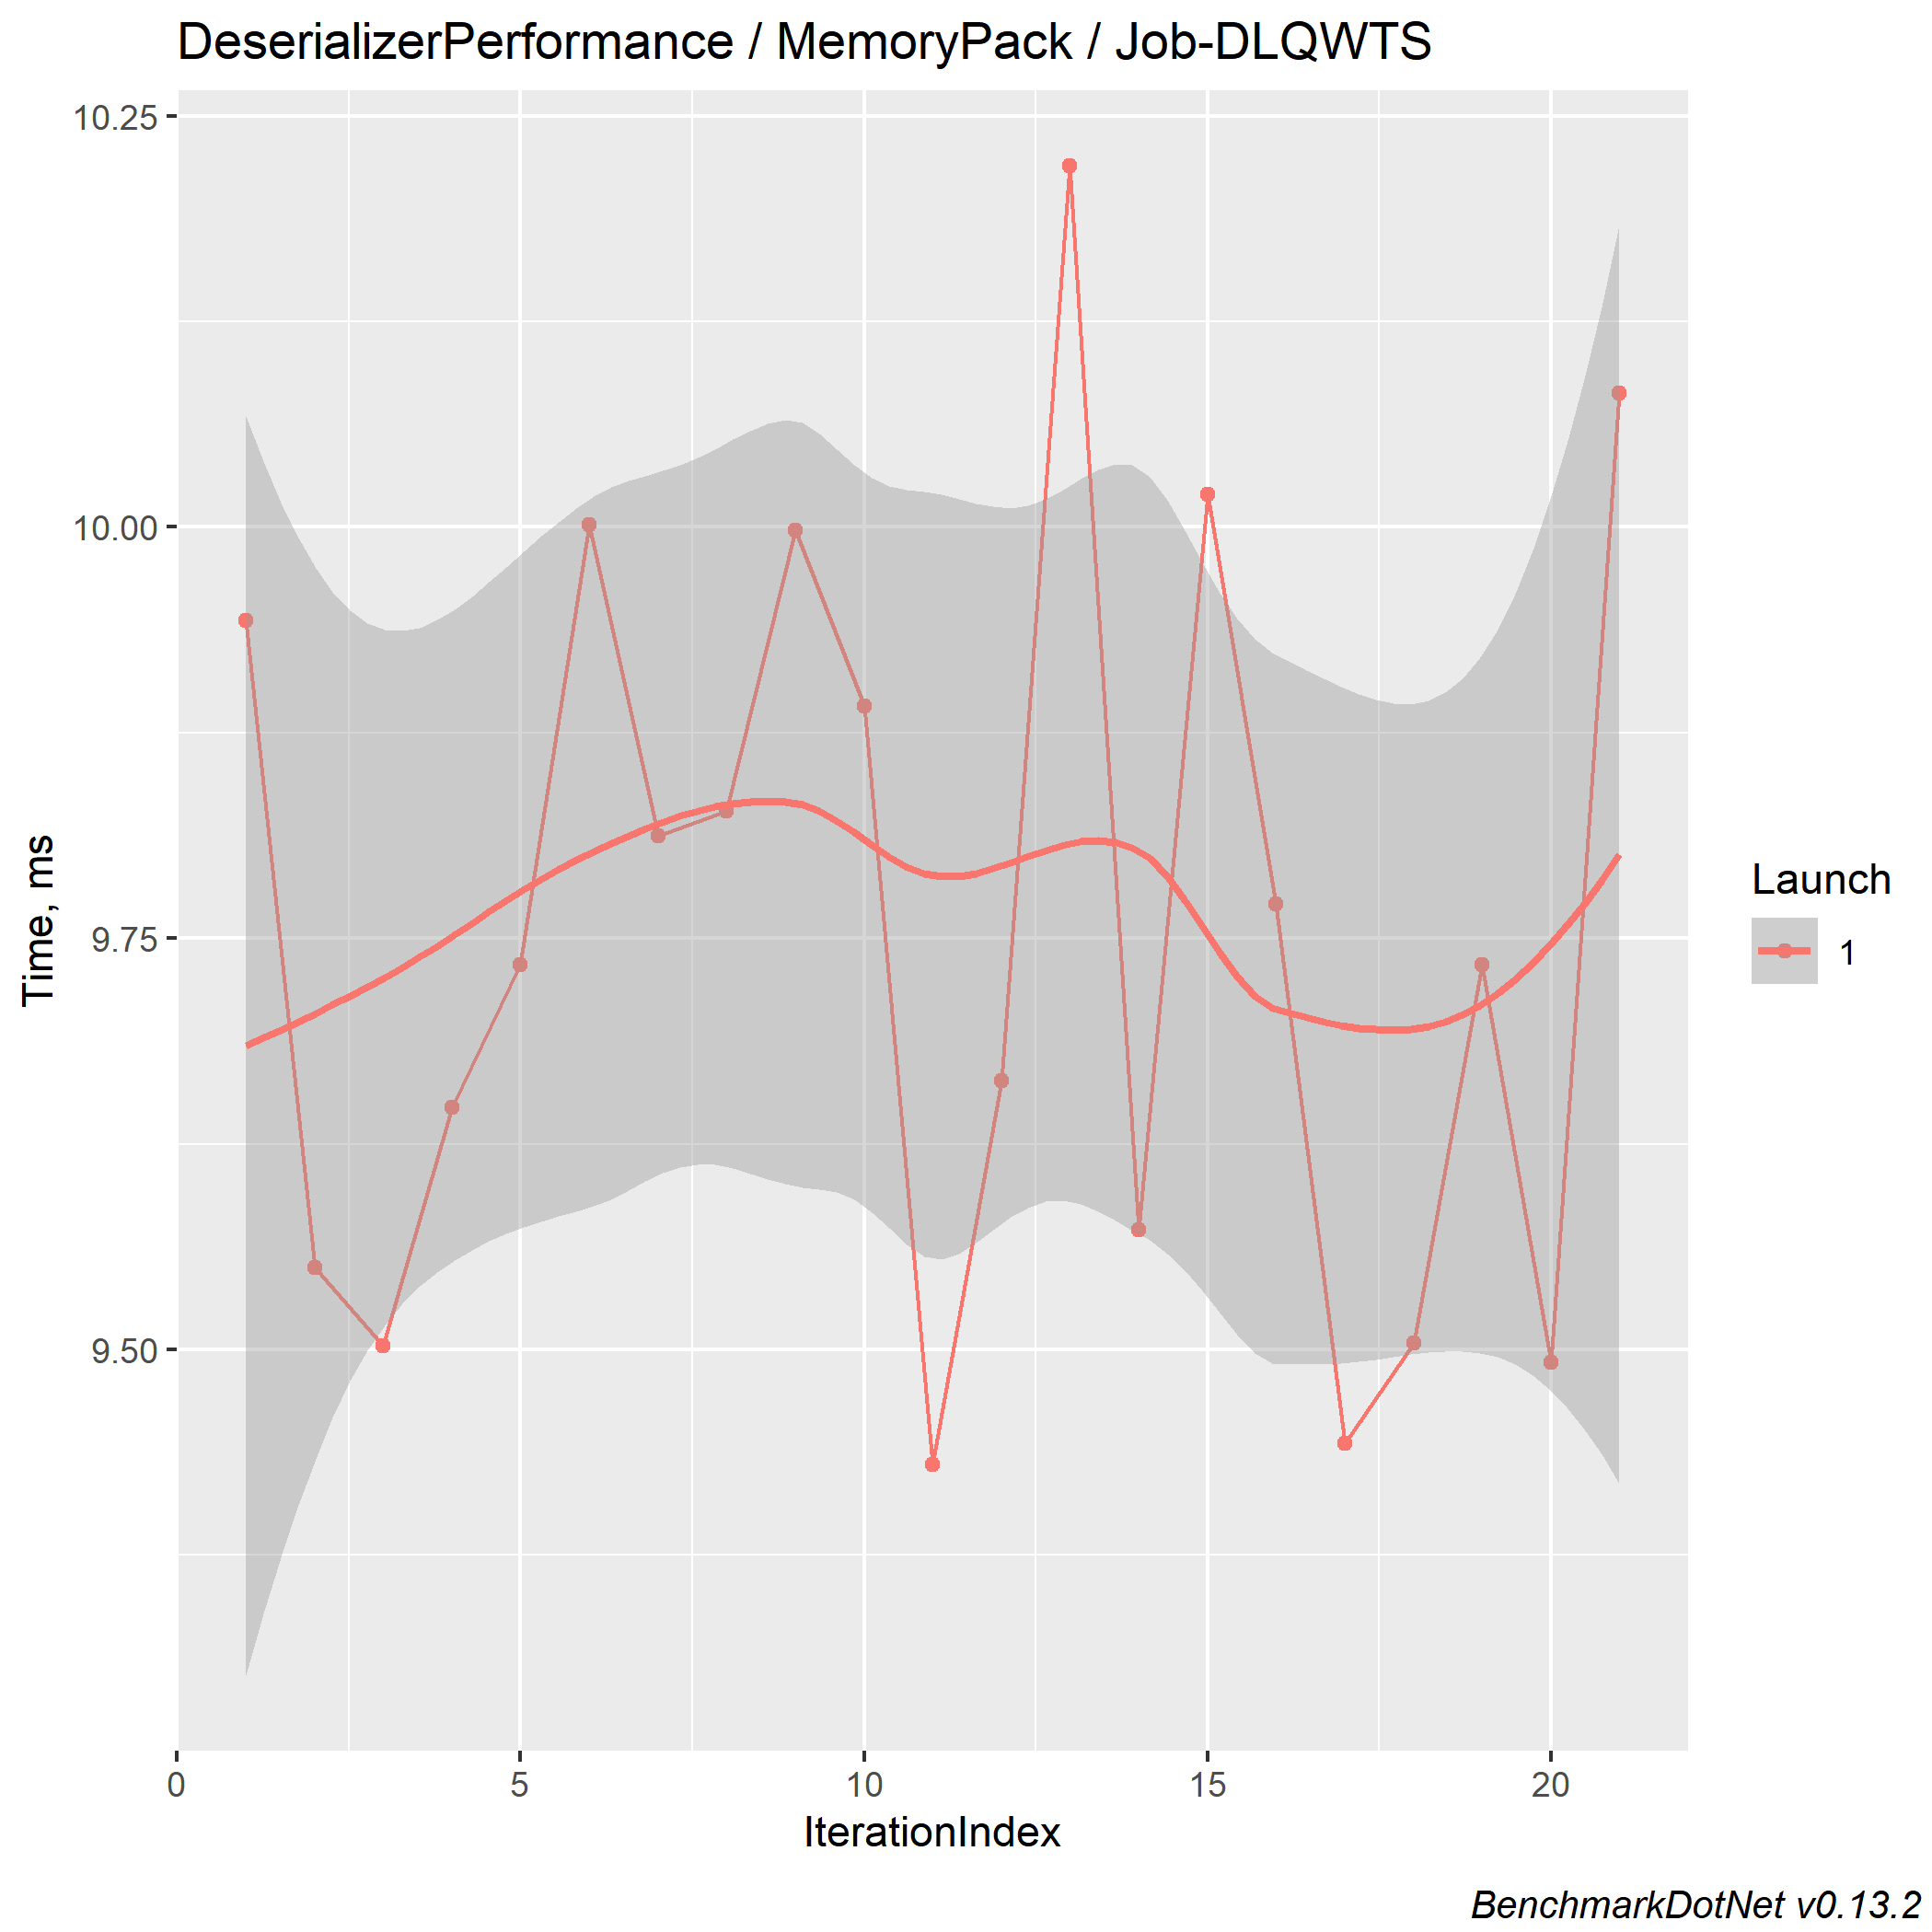 DeserializerPerformance / MemoryPack / Job-DLQWTS
10.25
10.00
9.75
9.50
Time, ms
0 5 10 15 20
IterationIndex
Launch
1
BenchmarkDotNet v0.13.2